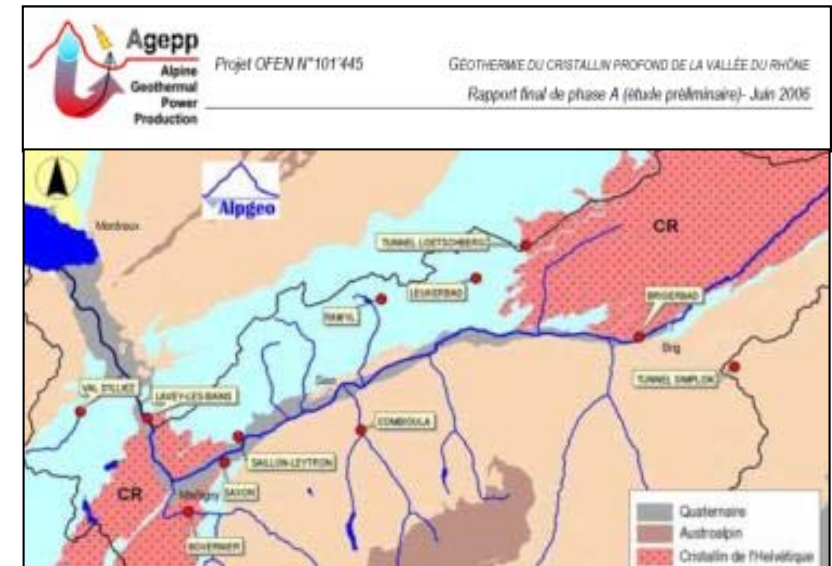 Agepp
Alpine
Geothermal
Power
Production
Projet OFEN N°101'445
GÉOTHERMIE DU CRISTALLIN PROFOND DE LA VALLÉE DU RHÔNE
Rapport final de phase A (étude préliminaire)- Juin 2006
Alpgeo
Montreux
CR
TUNNEL LOETSCHBERG
LEUKERBAD
RAWYL
BRIGERBAD
Brig
TUNNEL SIMPLON
Sion
VAL D'ILLIEZ
LAVEY-LES-BAINS
COMBIOULA
SAILLON-LEYTRON
CR
Martigny
SAXON
BOVERNIER
Quaternaire
Austroalpin
Cristallin de l'Helvétique